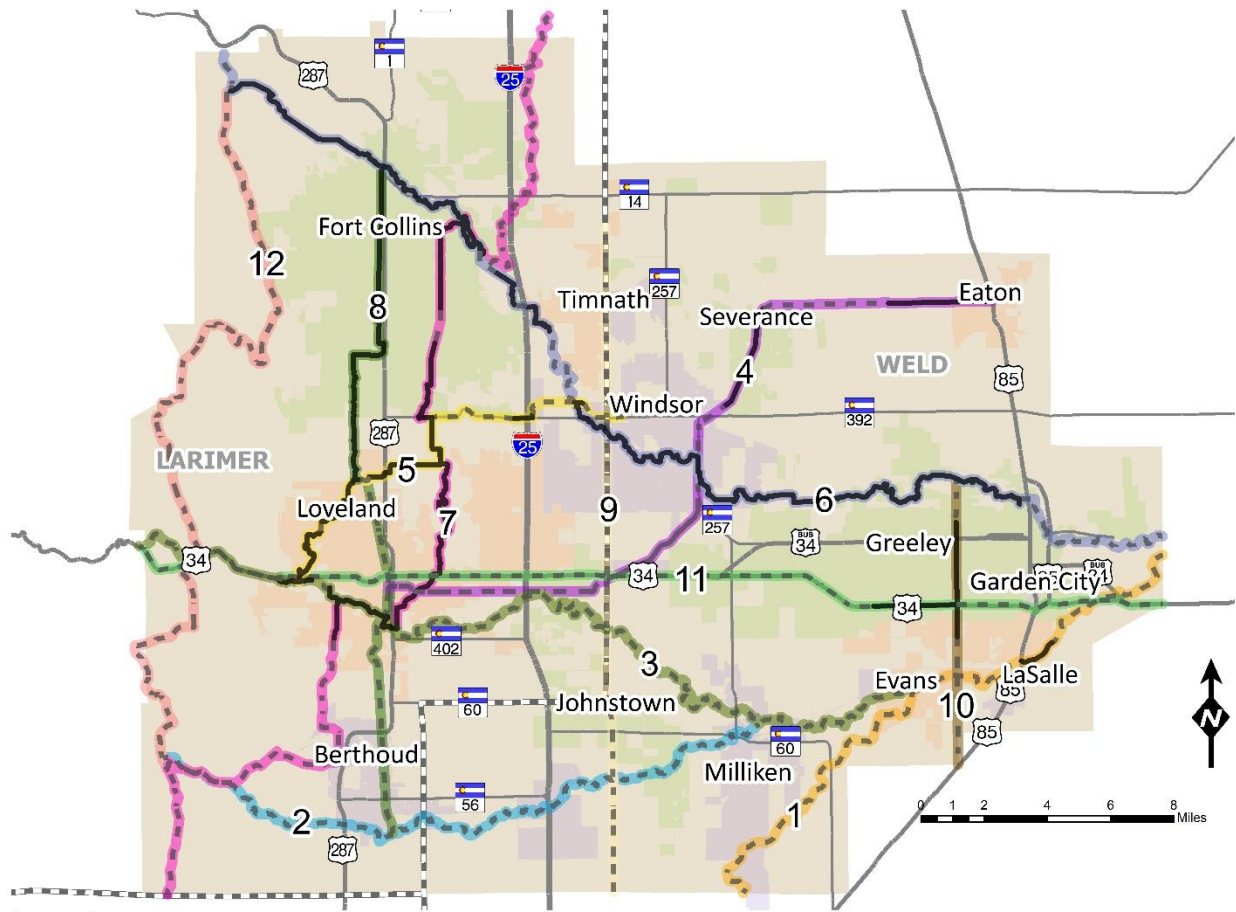 1
287
25
14
Fort Collins
12
257
Eaton
Timnath
8
Severance
WELD
4
85
Windsor
392
287
25
LARIMER
5
Loveland
6
7
9
257
BUS
34
Greeley
34
34
11
Garden City
BUS
34
402
3
Evans
LaSalle
85
60
Johnstown
10
N
85
60
Berthoud
Milliken
56
2
1
0 1 2 4 6 8
Miles
287